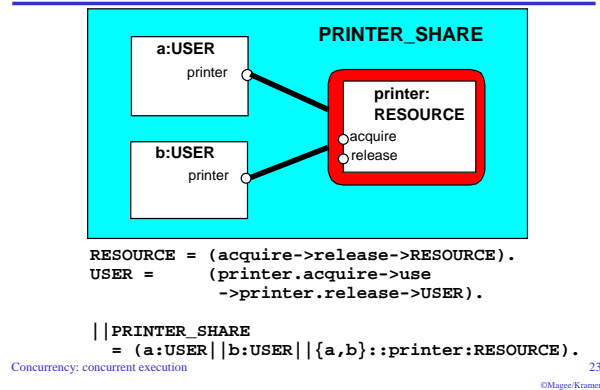 PRINTER_SHARE
a:USER
printer
printer:
RESOURCE
acquire
release
b:USER
printer
RESOURCE = (acquire->release->RESOURCE).
USER = (printer.acquire->use
->printer.release->USER).
||PRINTER_SHARE
= (a:USER||b:USER||{a,b}::printer:RESOURCE).
Concurrency: concurrent execution 23
©Magee/Kramer